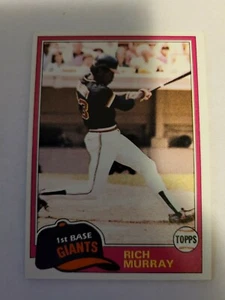 1st BASE
GIANTS
RICH
MURRAY
TOPPS